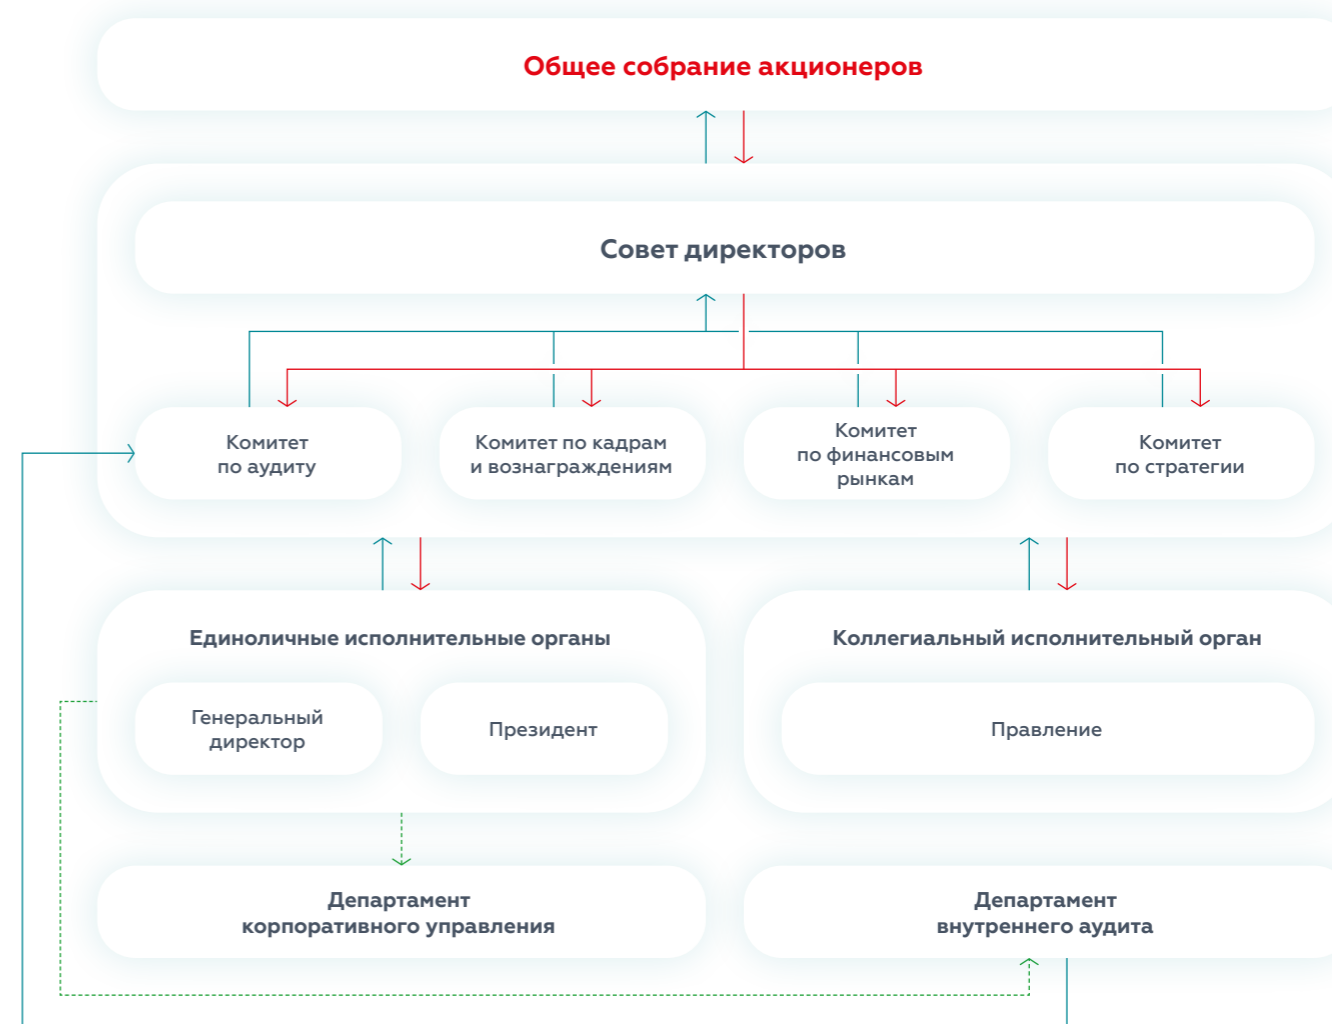 Общее собрание акционеров
Совет директоров
Комитет
по аудиту
Комитет по кадрам
и вознаграждениям
Комитет
по финансовым
рынкам
Комитет
по стратегии
Единоличные исполнительные органы
Генеральный
директор
Президент
Коллегиальный исполнительный орган
Правление
Департамент
корпоративного управления
Департамент
внутреннего аудита